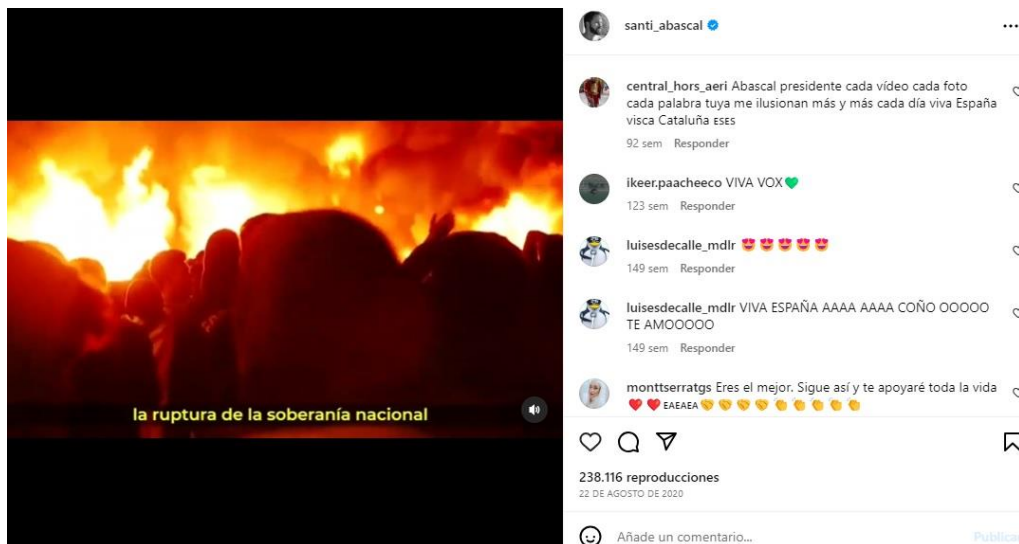 la ruptura de la soberanía nacional
santi_abascal
central_hors_aeri Abascal presidente cada vídeo cada foto
cada palabra tuya me ilusionan más y más cada día viva España
visca Cataluña ᴇsᴇs
92 sem Responder
ikeer.paacheeco VIVA VOX💚
123 sem Responder
luisesdecalle_mdlr 😍😍😍😍😍
149 sem Responder
luisesdecalle_mdlr VIVA ESPAÑA AAAA AAAA COÑO OOOOO
TE AMOOOOO
149 sem Responder
monttserratgs Eres el mejor. Sigue así y te apoyaré toda la vida
❤️❤️ᴇᴀᴇᴀᴇᴀ👏👏👏👏👏👏👏👏👏
238.116 reproducciones
22 DE AGOSTO DE 2020
Añade un comentario...
Publicar